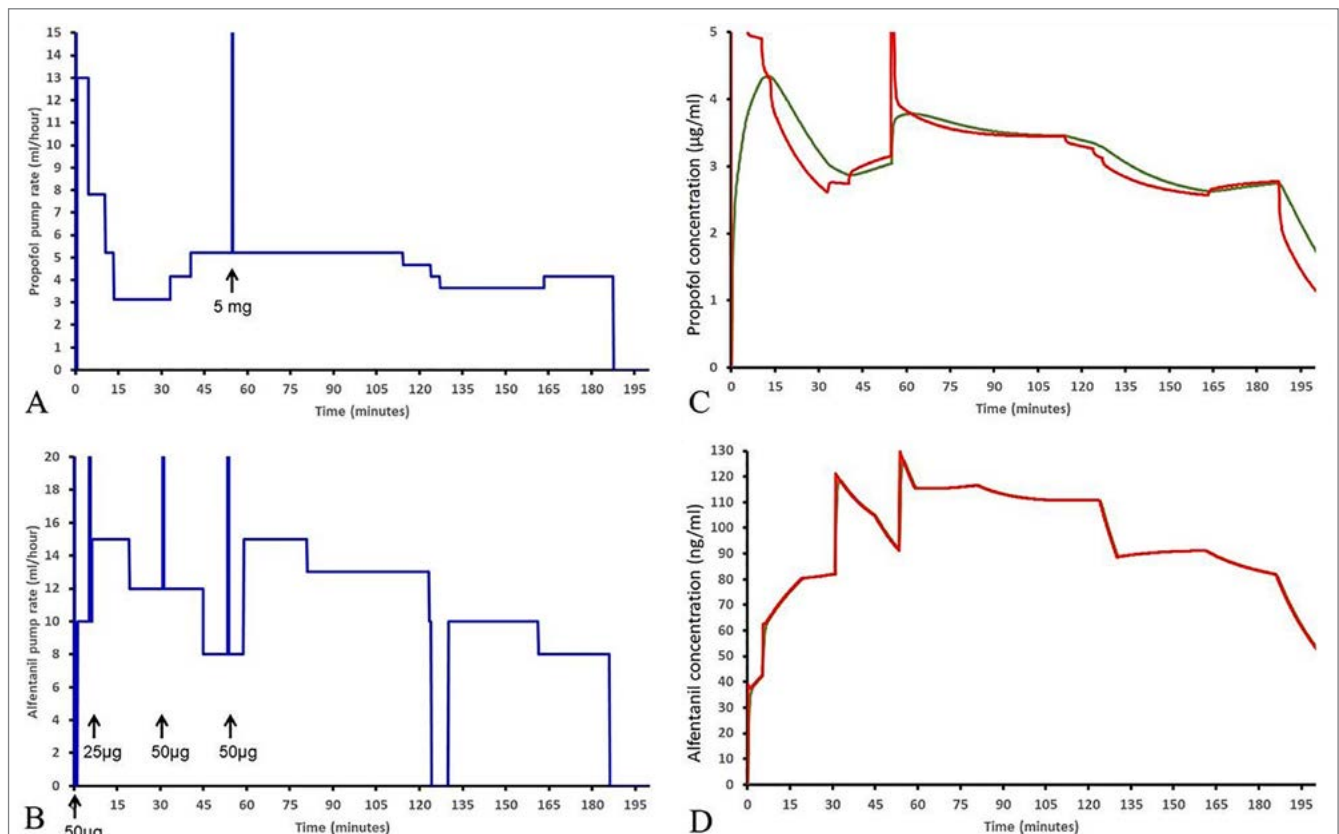 15
14
13
12
11
10
9
8
7
6
5
4
3
2
1
0
Propofol pump rate (ml/hour)
5 mg
0 15 30 45 60 75 90 105 120 135 150 165 180 195
Time (minutes)
A
5
4
3
2
1
0
Propofol concentration (µg/ml)
0 15 30 45 60 75 90 105 120 135 150 165 165 195
Time (minutes)
C
20
18
16
14
12
10
8
6
4
2
0
Alfentanil pump rate (ml/hour)
25µg 50µg 50µg
15 30 45 60 75 90 105 120 135 150 165 180 195
Time (minutes)
50µg
B
130
120
110
100
90
80
70
60
50
40
30
20
10
0
Alfentanil concentration (ng/ml)
0 15 30 45 60 75 90 105 120 135 150 165 180 195
Time (minutes)
D